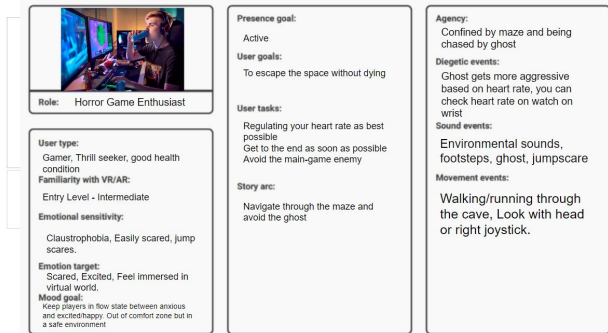 Role: Horror Game Enthusiast
User type:
Gamer, Thrill seeker, good health
condition
Familiarity with VR/AR:
Entry Level - Intermediate
Emotional sensitivity:
Claustrophobia, Easily scared, jump
scares.
Emotion target:
Scared, Excited, Feel immersed in
virtual world.
Mood goal:
Keep players in flow state between anxious
and excited/happy. Out of comfort zone but in
a safe environment
Presence goal:
Active
User goals:
To escape the space without dying
User tasks:
Regulating your heart rate as best
possible
Get to the end as soon as possible
Avoid the main-game enemy
Story arc:
Navigate through the maze and
avoid the ghost
Agency:
Confined by maze and being
chased by ghost
Diegetic events:
Ghost gets more aggressive
based on heart rate, you can
check heart rate on watch on
wrist
Sound events:
Environmental sounds,
footsteps, ghost, jumpscare
Movement events:
Walking/running through
the cave, Look with head
or right joystick.